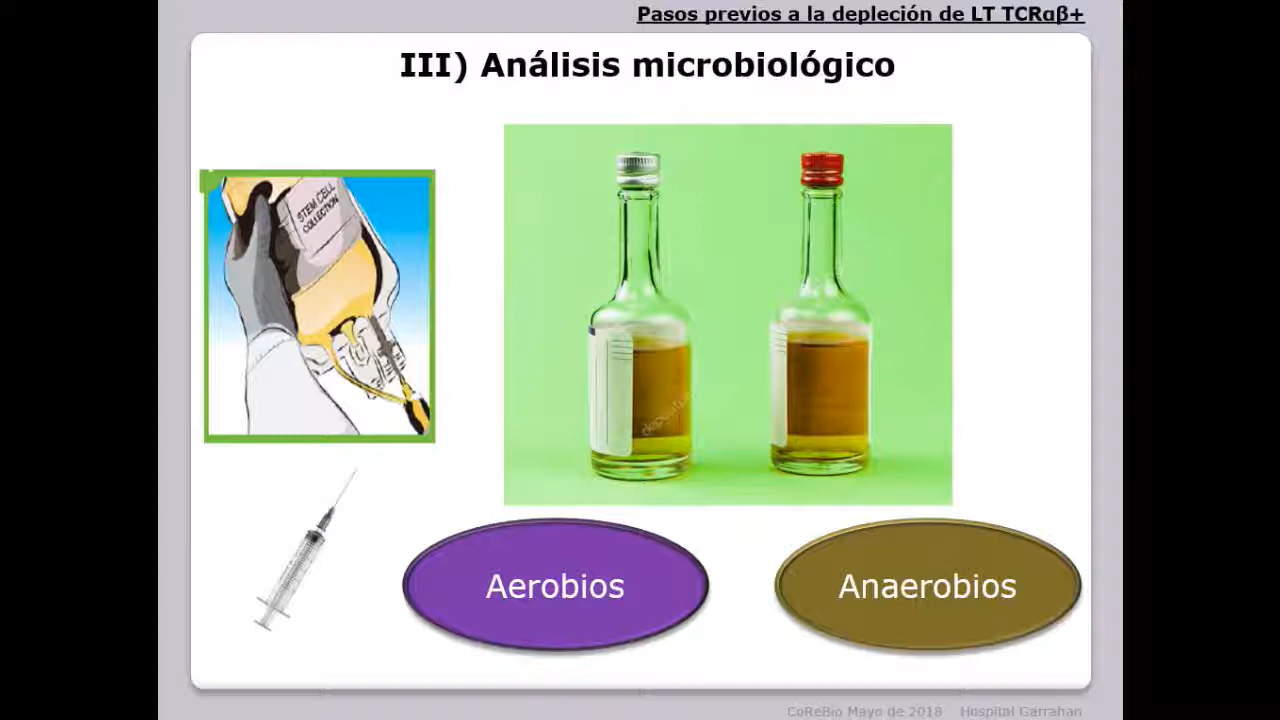 Pasos previos a la depleción de LT TCRαβ+
III) Análisis microbiológico
STEM CELL
COLLECTION
Aerobios
Anaerobios
CoReBio Mayo de 2018 Hospital Garrahan